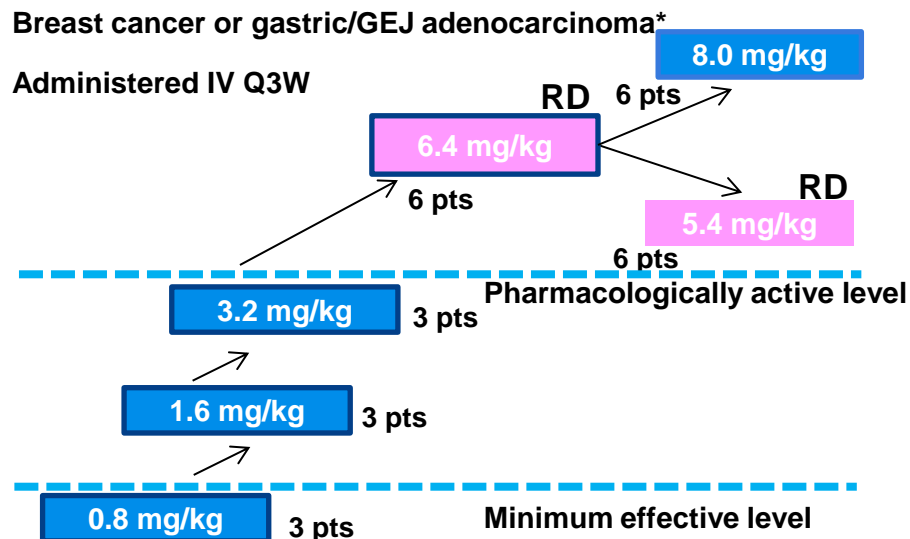 Breast cancer or gastric/GEJ adenocarcinoma*
8.0 mg/kg
Administered IV Q3W
RD
6 pts
6.4 mg/kg
RD
6 pts
5.4 mg/kg
6 pts
Pharmacologically active level
3.2 mg/kg
3 pts
1.6 mg/kg
3 pts
0.8 mg/kg
3 pts
Minimum effective level